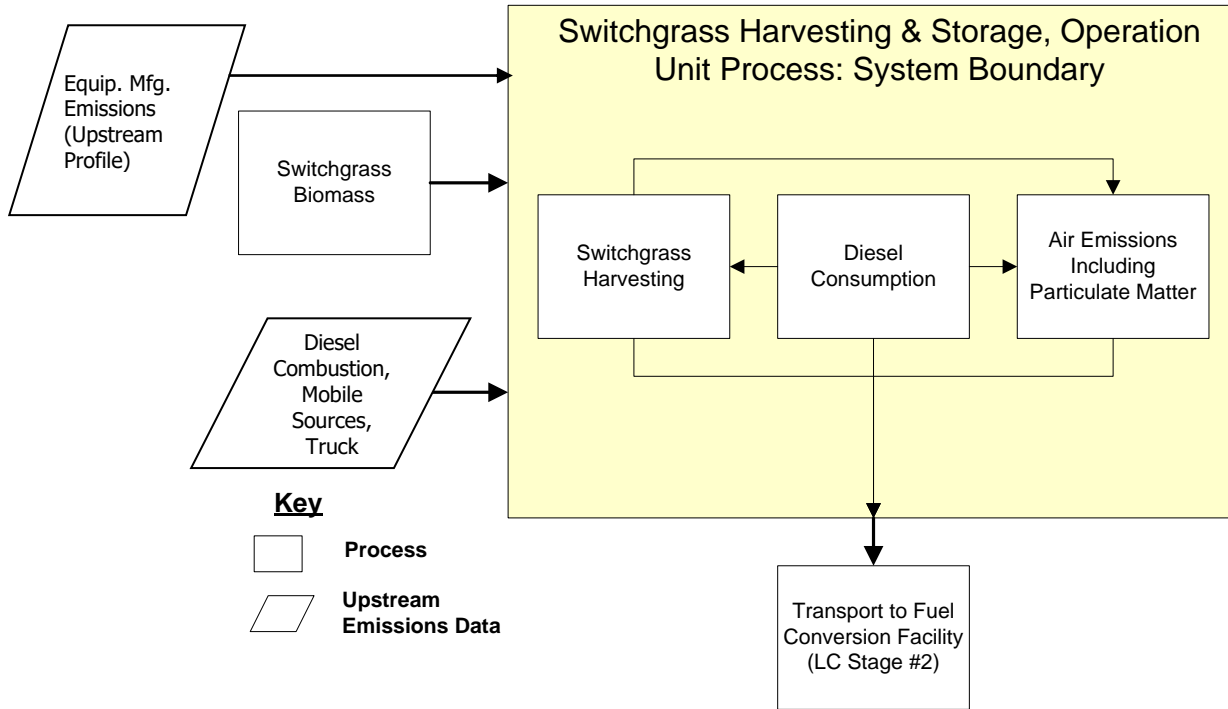 Switchgrass Harvesting & Storage, Operation
Unit Process: System Boundary
Equip. Mfg.
Emissions
(Upstream
Profile)
Switchgrass
Biomass
Switchgrass
Harvesting
Diesel
Consumption
Air Emissions
Including
Particulate Matter
Diesel
Combustion,
Mobile
Sources,
Truck
Key
Process
Upstream
Emissions Data
Transport to Fuel
Conversion Facility
(LC Stage #2)